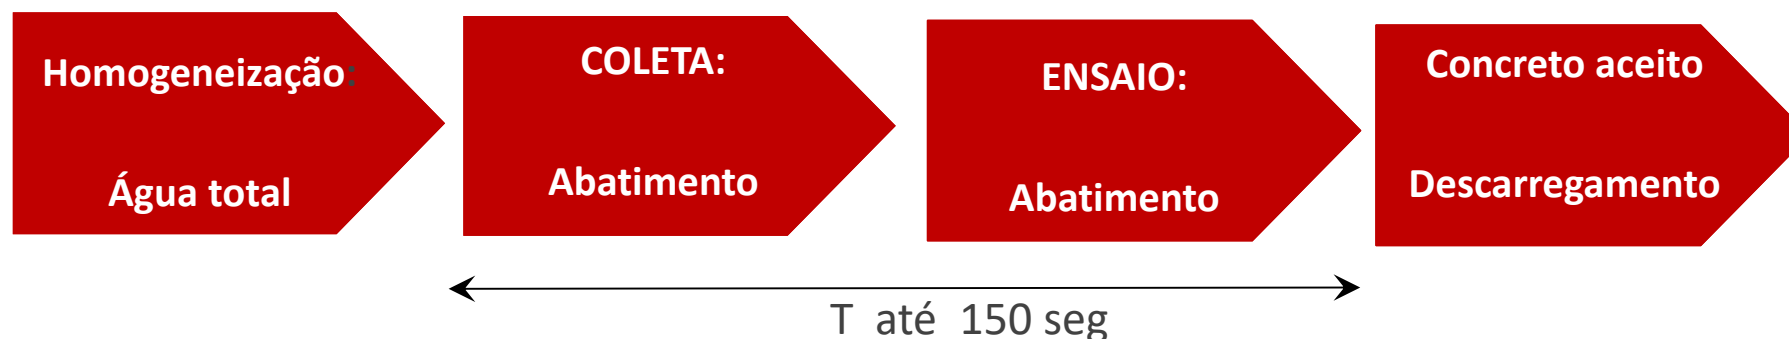 Homogeneização:
Água total
COLETA:
Abatimento
ENSAIO:
Abatimento
Concreto aceito
Descarregamento
T até 150 seg